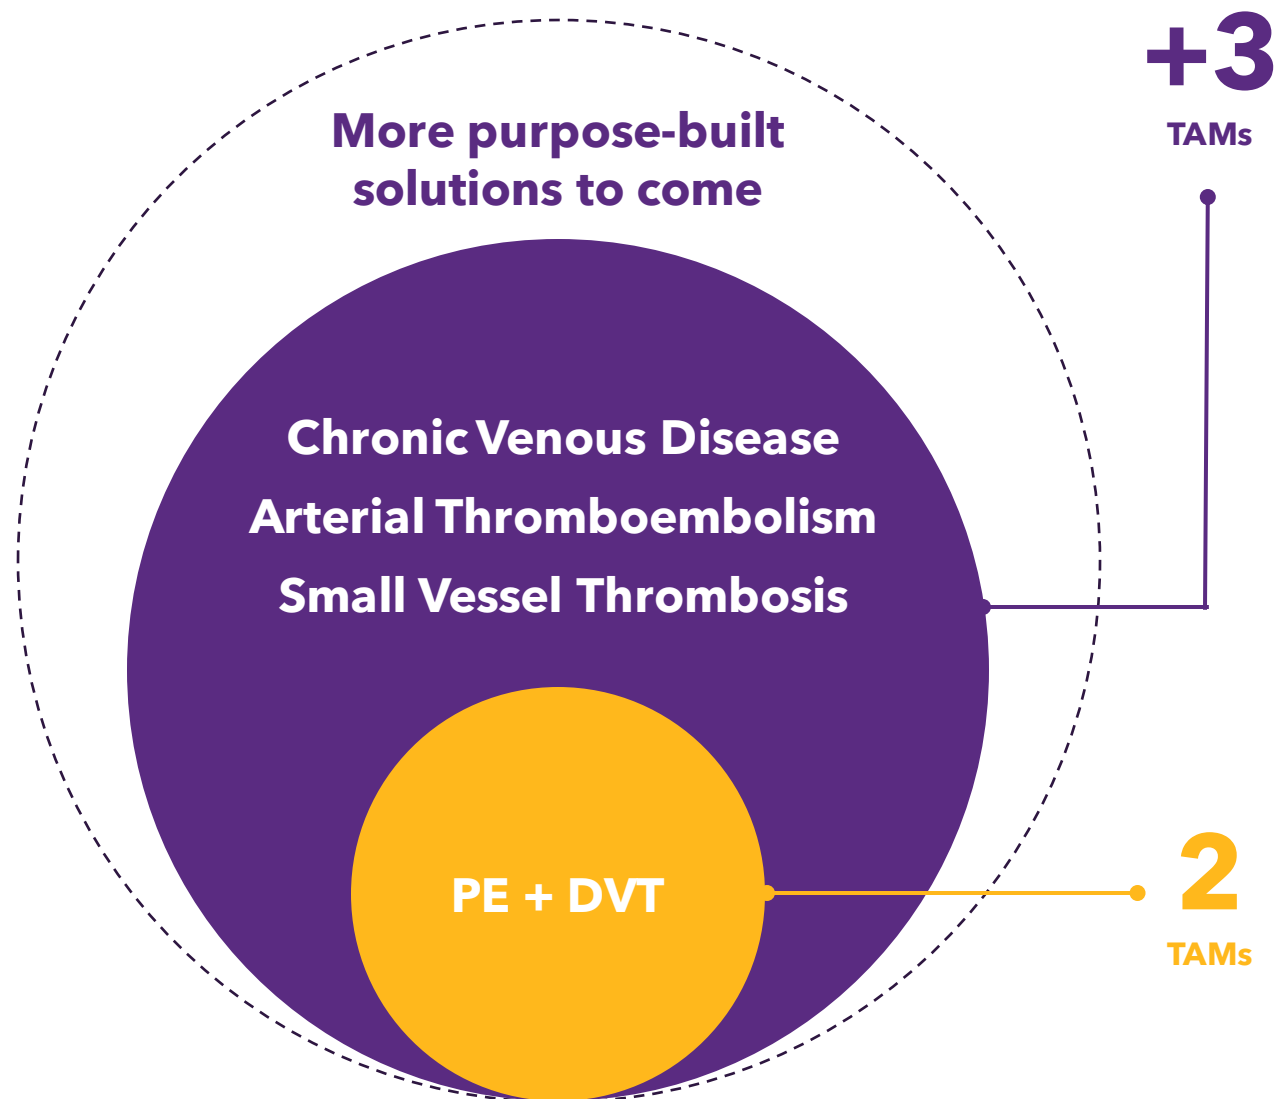 +3
TAMs
More purpose-built
solutions to come
Chronic Venous Disease
Arterial Thromboembolism
Small Vessel Thrombosis
PE + DVT
2
TAMs